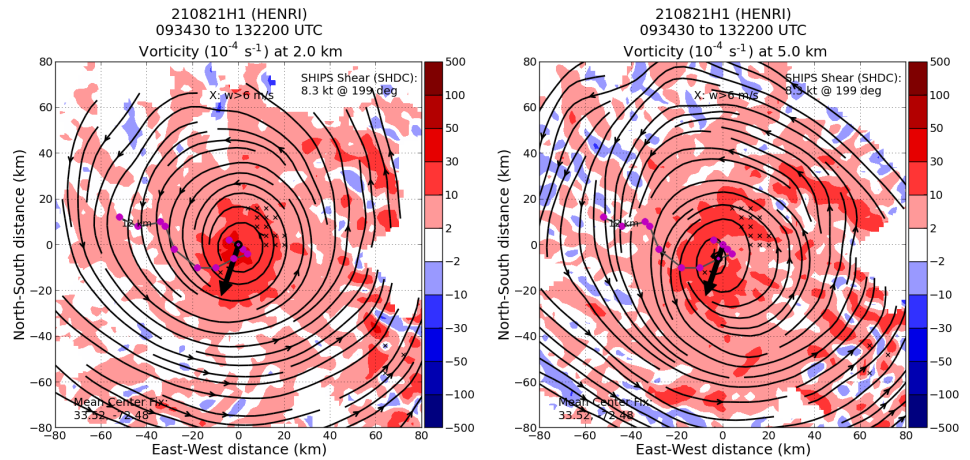 210821H1 (HENRI)
093430 to 132200 UTC
Vorticity (10⁻⁴ s⁻¹) at 2.0 km
SHIPS Shear (SHDC):
8.3 kt @ 199 deg
X: w>6 m/s
12 km
Mean Center Fix:
33.52, -72.48
North-South distance (km)
80
60
40
20
0
−20
−40
−60
−80
−80 −60 −40 −20 0 20 40 60 80
East-West distance (km)
500
100
50
30
10
2
−2
−10
−30
−50
−100
−500
210821H1 (HENRI)
093430 to 132200 UTC
Vorticity (10⁻⁴ s⁻¹) at 5.0 km
SHIPS Shear (SHDC):
8.3 kt @ 199 deg
X: w>6 m/s
12 km
Mean Center Fix:
33.52, -72.48
North-South distance (km)
80
60
40
20
0
−20
−40
−60
−80
−80 −60 −40 −20 0 20 40 60 80
East-West distance (km)
500
100
50
30
10
2
−2
−10
−30
−50
−100
−500